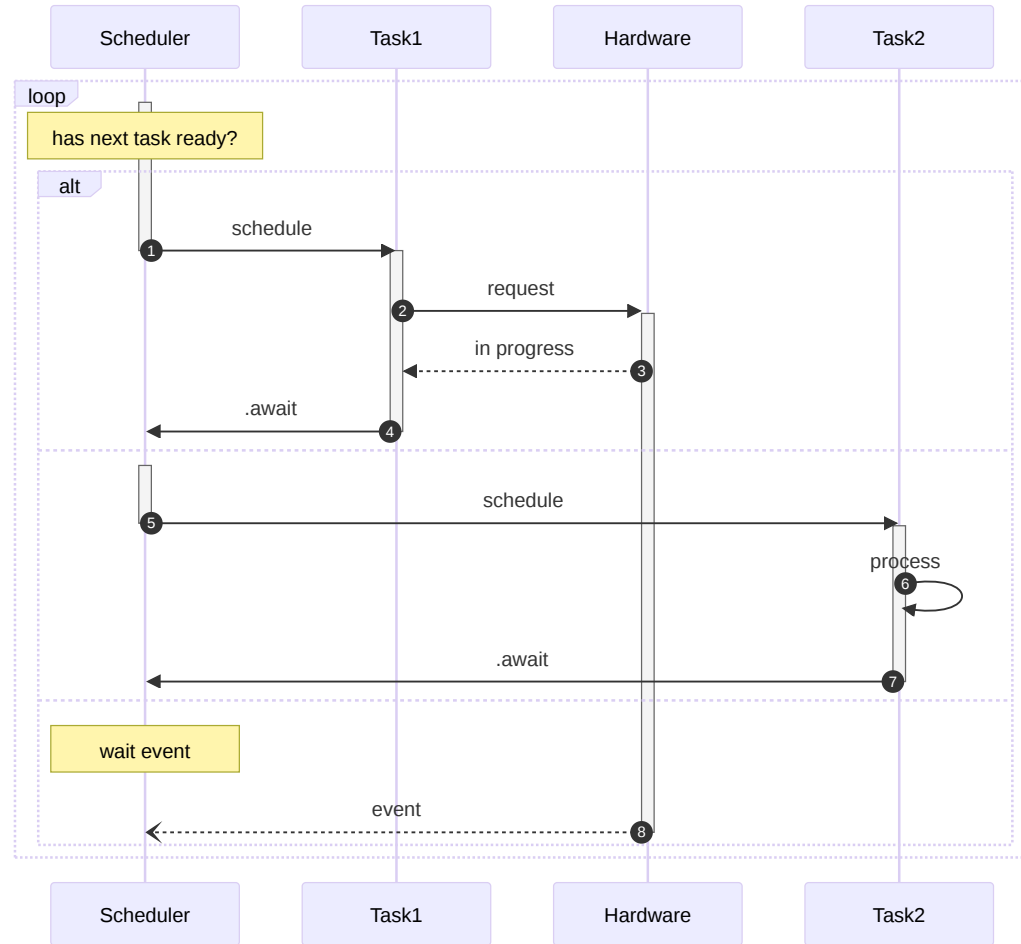 Scheduler
Task1
Hardware
Task2
loop
has next task ready?
alt
schedule
1
request
2
in progress
3
.await
4
schedule
5
process
6
.await
7
wait event
event
8
Scheduler
Task1
Hardware
Task2